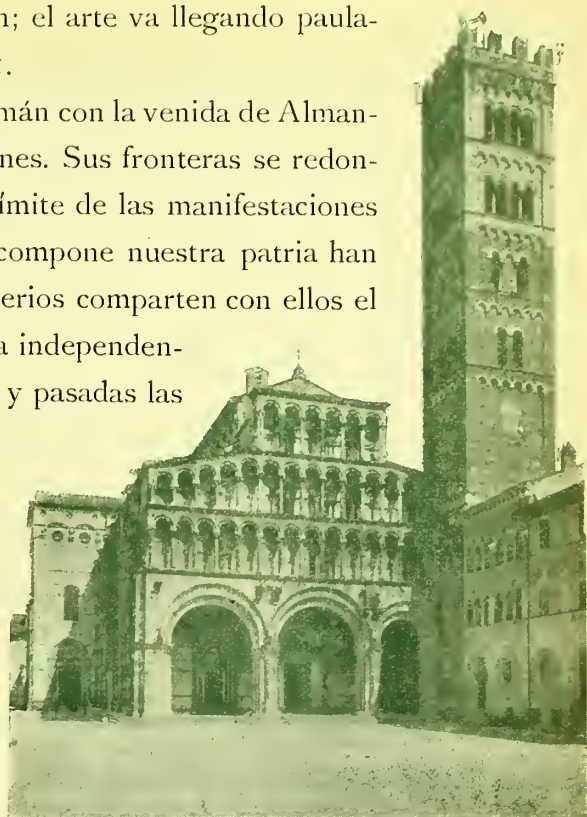 n; el arte va llegando paula-
.
mán con la venida de Alman-
nes. Sus fronteras se redon-
ímite de las manifestaciones
compone nuestra patria han
erios comparten con ellos el
a independen-
y pasadas las